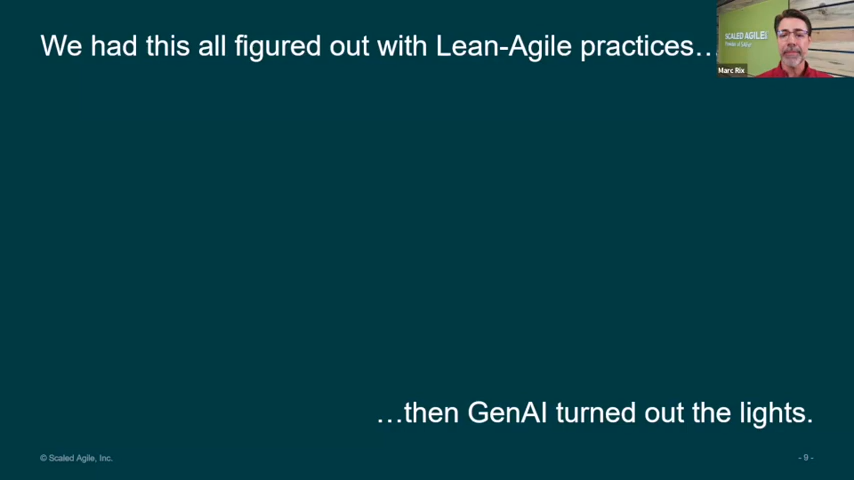 We had this all figured out with Lean-Agile practices…
SCALED AGILE
Marc Rix
…then GenAI turned out the lights.
© Scaled Agile, Inc.
- 9 -